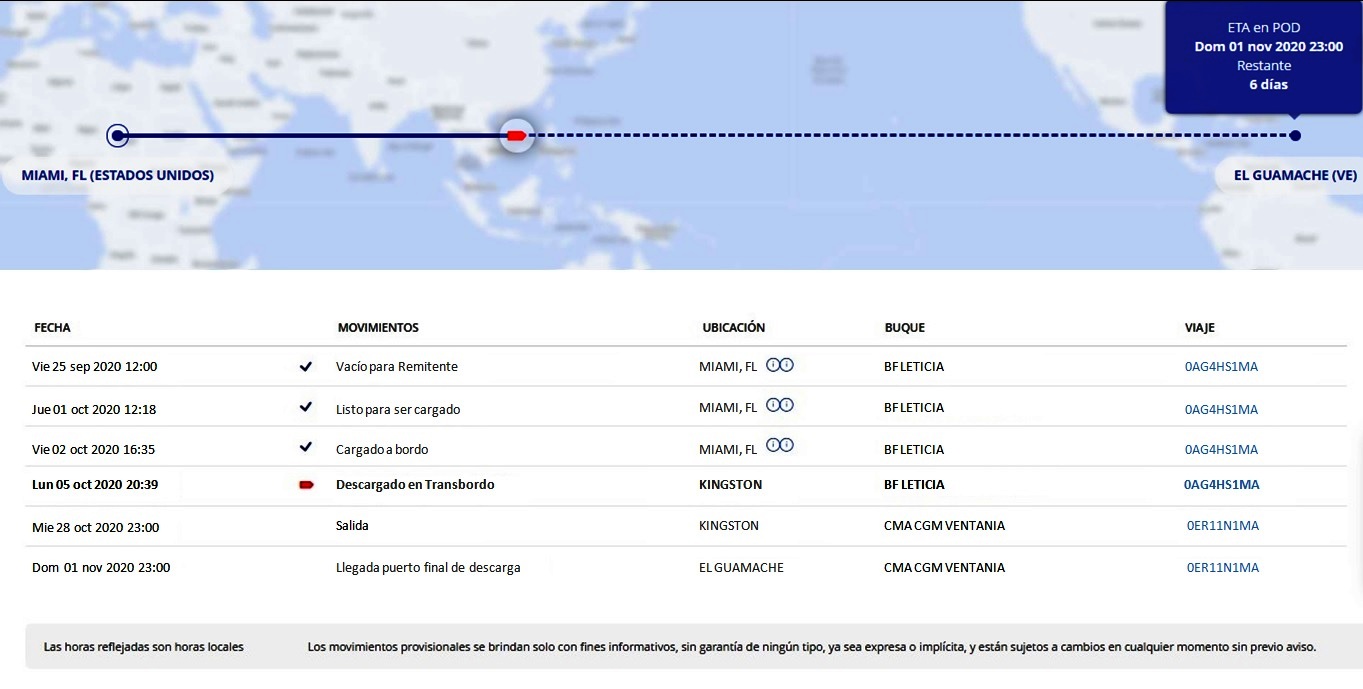 ETA en POD
Dom 01 nov 2020 23:00
Restante
6 días
MIAMI, FL (ESTADOS UNIDOS)
EL GUAMACHE (VE)
FECHA MOVIMIENTOS UBICACIÓN BUQUE VIAJE
Vie 25 sep 2020 12:00 Vacío para Remitente MIAMI, FL BF LETICIA 0AG4HS1MA
Jue 01 oct 2020 12:18 Listo para ser cargado MIAMI, FL BF LETICIA 0AG4HS1MA
Vie 02 oct 2020 16:35 Cargado a bordo MIAMI, FL BF LETICIA 0AG4HS1MA
Lun 05 oct 2020 20:39 Descargado en Transbordo KINGSTON BF LETICIA 0AG4HS1MA
Mie 28 oct 2020 23:00 Salida KINGSTON CMA CGM VENTANIA 0ER11N1MA
Dom 01 nov 2020 23:00 Llegada puerto final de descarga EL GUAMACHE CMA CGM VENTANIA 0ER11N1MA
Las horas reflejadas son horas locales Los movimientos provisionales se brindan solo con fines informativos, sin garantía de ningún tipo, ya sea expresa o implícita, y están sujetos a cambios en cualquier momento sin previo aviso.